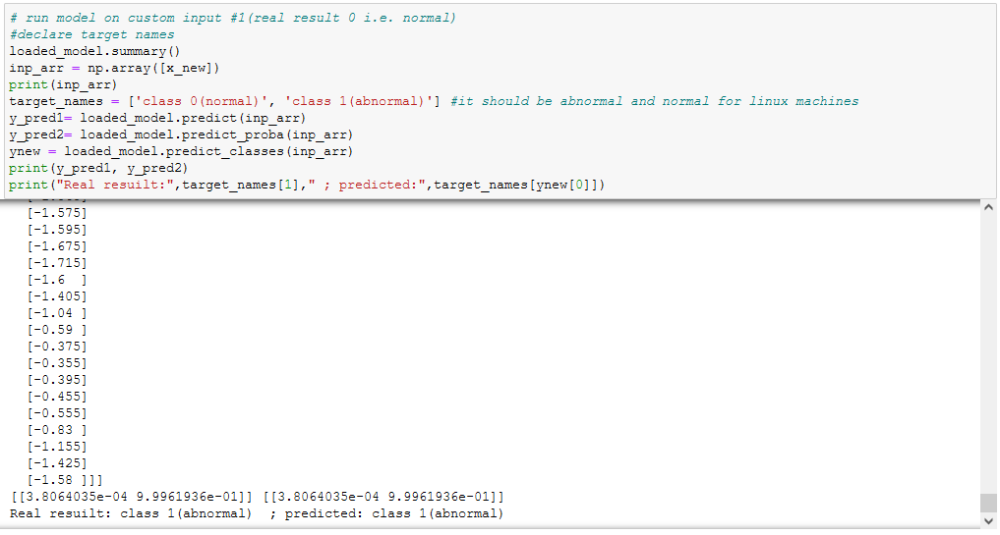 # run model on custom input #1(real result 0 i.e. normal)
#declare target names
loaded_model.summary()
inp_arr = np.array([x_new])
print(inp_arr)
target_names = ['class 0(normal)', 'class 1(abnormal)'] #it should be abnormal and normal for linux machines
y_pred1= loaded_model.predict(inp_arr)
y_pred2= loaded_model.predict_proba(inp_arr)
ynew = loaded_model.predict_classes(inp_arr)
print(y_pred1, y_pred2)
print("Real resuilt:",target_names[1]," ; predicted:",target_names[ynew[0]])
[-1.575]
[-1.595]
[-1.675]
[-1.715]
[-1.6  ]
[-1.405]
[-1.04 ]
[-0.59 ]
[-0.375]
[-0.355]
[-0.395]
[-0.455]
[-0.555]
[-0.83 ]
[-1.155]
[-1.425]
[-1.58 ]]]
[[3.8064035e-04 9.9961936e-01]] [[3.8064035e-04 9.9961936e-01]]
Real resuilt: class 1(abnormal)  ; predicted: class 1(abnormal)